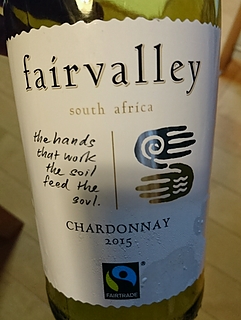 fairvalley
south africa
the hands
that work
the soil
feed the
soul.
CHARDONNAY
2015
FAIRTRADE